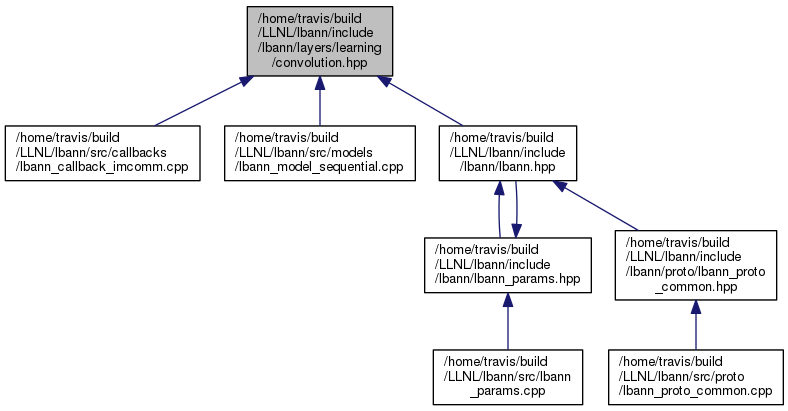 /home/travis/build
/LLNL/lbann/include
/lbann/layers/learning
/convolution.hpp
/home/travis/build
/LLNL/lbann/src/callbacks
/lbann_callback_imcomm.cpp
/home/travis/build
/LLNL/lbann/src/models
/lbann_model_sequential.cpp
/home/travis/build
/LLNL/lbann/include
/lbann/lbann.hpp
/home/travis/build
/LLNL/lbann/include
/lbann/lbann_params.hpp
/home/travis/build
/LLNL/lbann/include
/lbann/proto/lbann_proto
_common.hpp
/home/travis/build
/LLNL/lbann/src/lbann
_params.cpp
/home/travis/build
/LLNL/lbann/src/proto
/lbann_proto_common.cpp